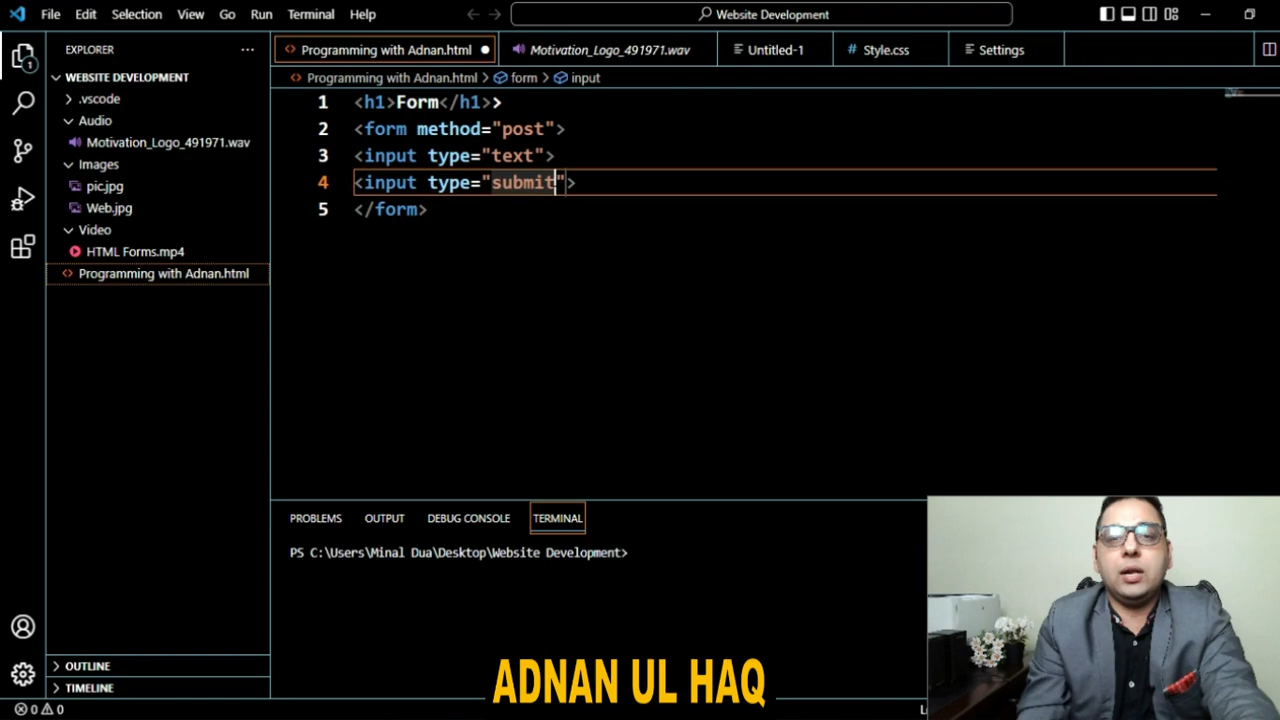 File Edit Selection View Go Run Terminal Help
Website Development
EXPLORER
WEBSITE DEVELOPMENT
.vscode
Audio
Motivation_Logo_491971.wav
Images
pic.jpg
Web.jpg
Video
HTML Forms.mp4
Programming with Adnan.html
OUTLINE
TIMELINE
1
Programming with Adnan.html Motivation_Logo_491971.wav Untitled-1 # Style.css Settings
Programming with Adnan.html > form > input
1 <h1>Form</h1>>
2 <form method="post">
3 <input type="text">
4 <input type="submit">
5 </form>
PROBLEMS OUTPUT DEBUG CONSOLE TERMINAL
PS C:\Users\Minal Dua\Desktop\Website Development>
ADNAN UL HAQ
0 0